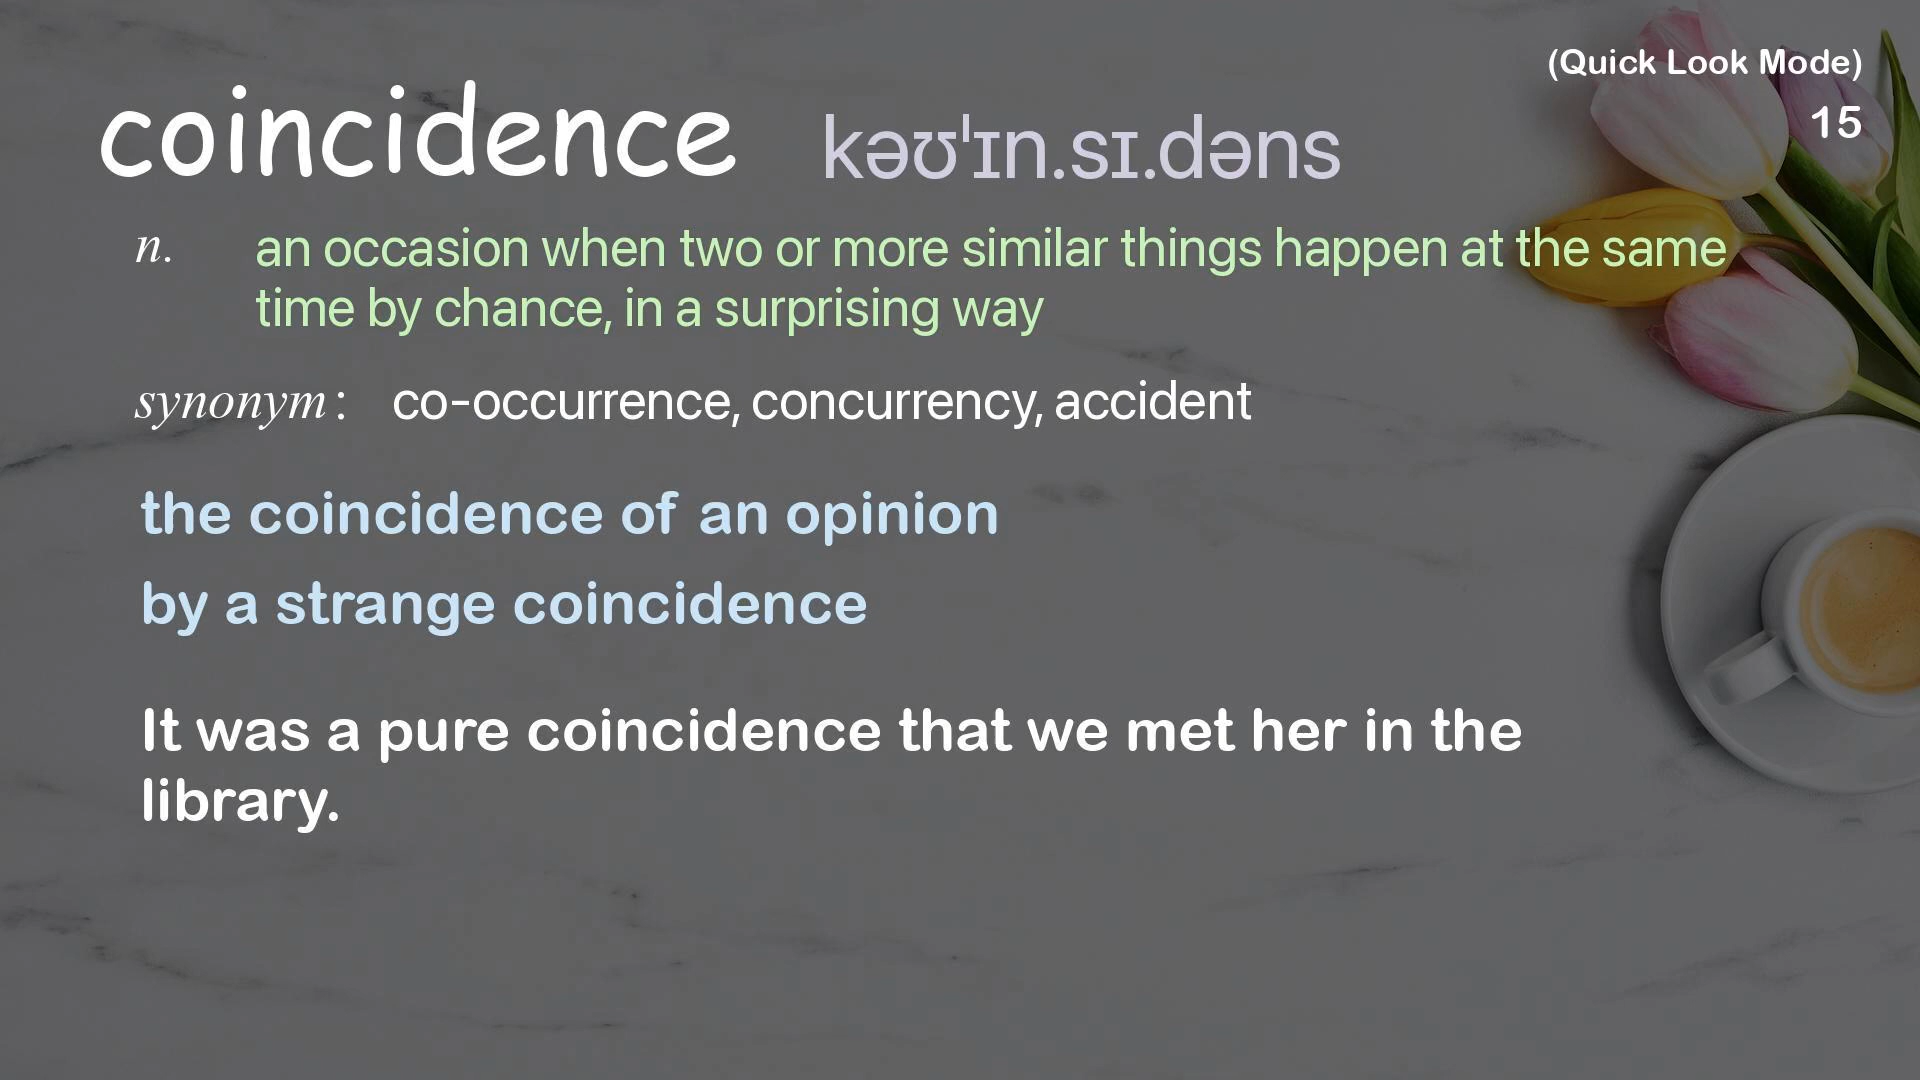 (Quick Look Mode)
15
coincidence kəʊˈɪn.sɪ.dəns
n. an occasion when two or more similar things happen at the same
time by chance, in a surprising way
synonym: co-occurrence, concurrency, accident
the coincidence of an opinion
by a strange coincidence
It was a pure coincidence that we met her in the
library.